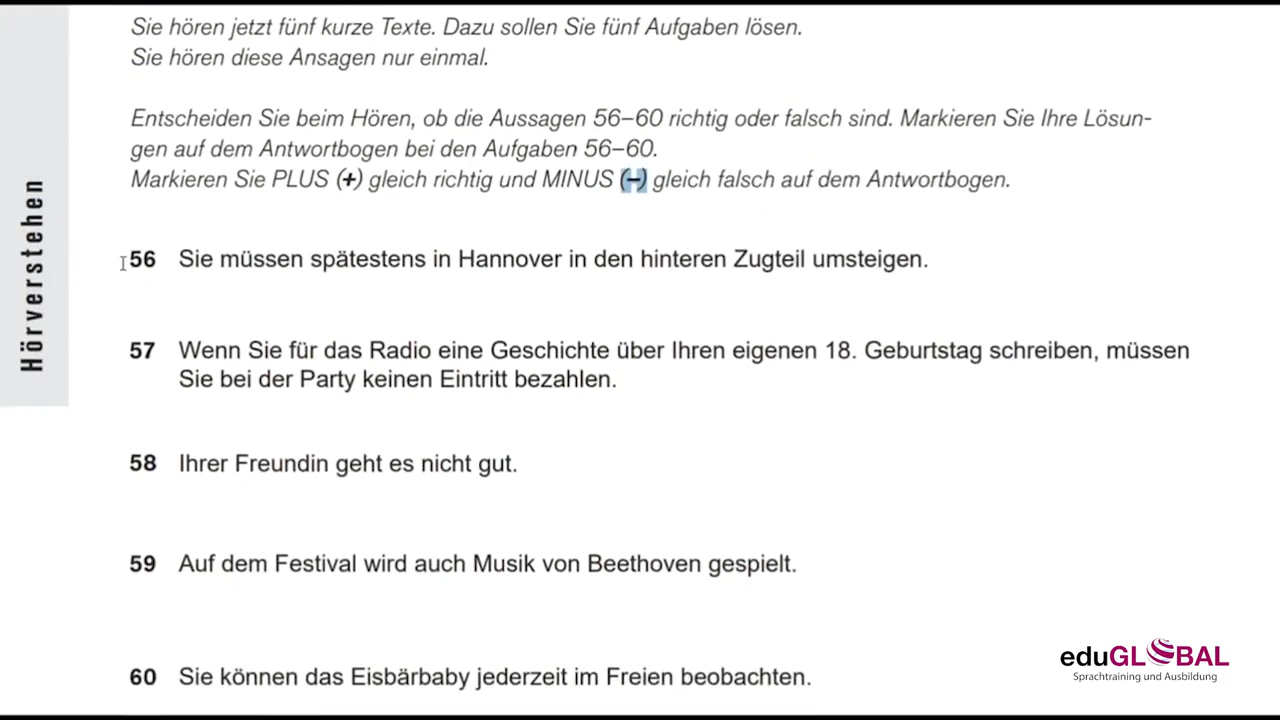 Sie hören jetzt fünf kurze Texte. Dazu sollen Sie fünf Aufgaben lösen.
Sie hören diese Ansagen nur einmal.
Entscheiden Sie beim Hören, ob die Aussagen 56–60 richtig oder falsch sind. Markieren Sie Ihre Lösun-
gen auf dem Antwortbogen bei den Aufgaben 56–60.
Markieren Sie PLUS (+) gleich richtig und MINUS (–) gleich falsch auf dem Antwortbogen.
Hörverstehen
56 Sie müssen spätestens in Hannover in den hinteren Zugteil umsteigen.
57 Wenn Sie für das Radio eine Geschichte über Ihren eigenen 18. Geburtstag schreiben, müssen
Sie bei der Party keinen Eintritt bezahlen.
58 Ihrer Freundin geht es nicht gut.
59 Auf dem Festival wird auch Musik von Beethoven gespielt.
60 Sie können das Eisbärbaby jederzeit im Freien beobachten.
eduGLOBAL
Sprachtraining und Ausbildung